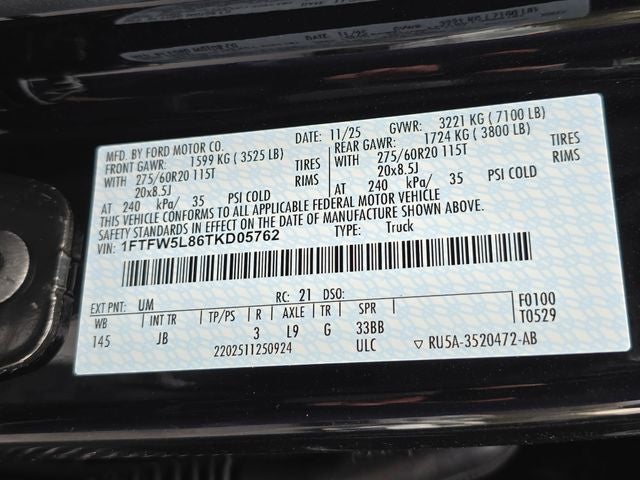 MFD. BY FORD MOTOR CO.
DATE: 11/25 GVWR: 3221 KG ( 7100 LB)
FRONT GAWR: 1599 KG ( 3525 LB) REAR GAWR: 1724 KG ( 3800 LB)
WITH 275/60R20 115T TIRES WITH 275/60R20 115T TIRES
20x8.5J RIMS 20x8.5J RIMS
AT 240 kPa/ 35 PSI COLD AT 240 kPa/ 35 PSI COLD
THIS VEHICLE CONFORMS TO ALL APPLICABLE FEDERAL MOTOR VEHICLE
SAFETY STANDARDS IN EFFECT ON THE DATE OF MANUFACTURE SHOWN ABOVE.
VIN: 1FTFW5L86TKD05762 TYPE: Truck
EXT PNT: UM RC: 21 DSO: F0100
WB INT TR TP/PS R AXLE TR SPR T0529
145 JB 3 L9 G 33BB
2202511250924 ULC ▽ RU5A-3520472-AB